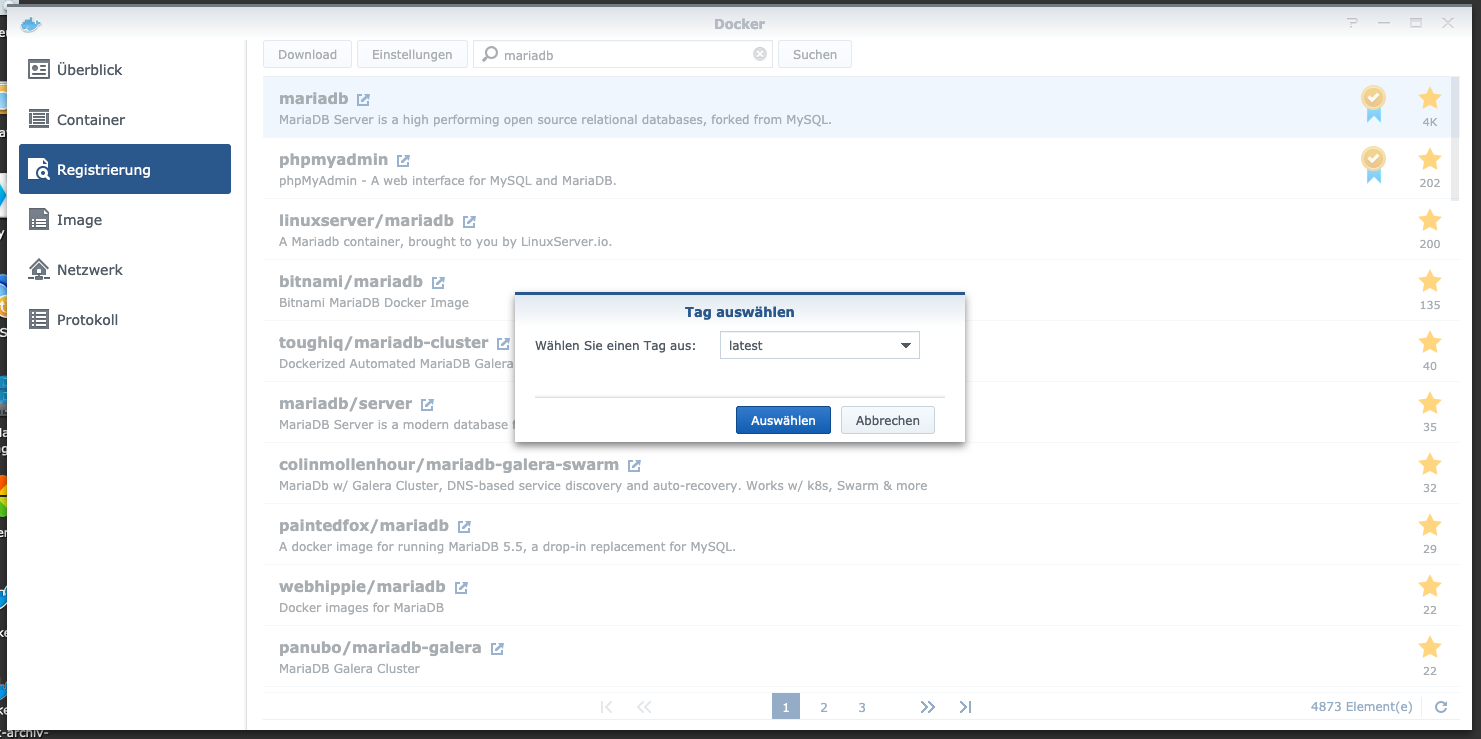 Docker
Überblick
Container
Registrierung
Image
Netzwerk
Protokoll
Download
Einstellungen
mariadb
Suchen
mariadb
MariaDB Server is a high performing open source relational databases, forked from MySQL.
4K
phpmyadmin
phpMyAdmin - A web interface for MySQL and MariaDB.
202
linuxserver/mariadb
A Mariadb container, brought to you by LinuxServer.io.
200
bitnami/mariadb
Bitnami MariaDB Docker Image
135
toughiq/mariadb-cluster
Dockerized Automated MariaDB Galera
40
mariadb/server
MariaDB Server is a modern database
35
colinmollenhour/mariadb-galera-swarm
MariaDb w/ Galera Cluster, DNS-based service discovery and auto-recovery. Works w/ k8s, Swarm & more
32
paintedfox/mariadb
A docker image for running MariaDB 5.5, a drop-in replacement for MySQL.
29
webhippie/mariadb
Docker images for MariaDB
22
panubo/mariadb-galera
MariaDB Galera Cluster
22
Tag auswählen
Wählen Sie einen Tag aus:
latest
Auswählen
Abbrechen
1 2 3
4873 Element(e)
t-archiv-